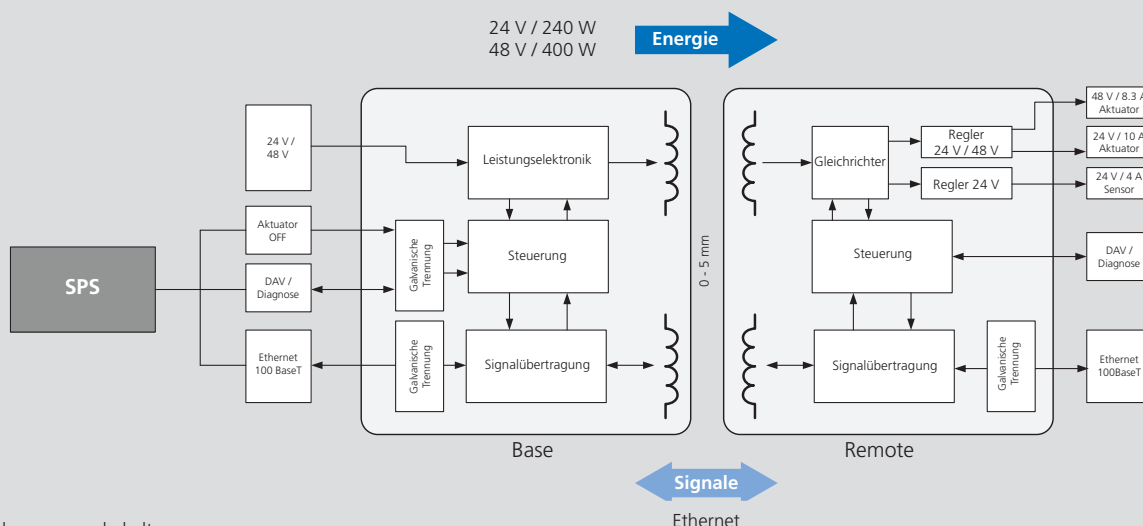 24 V / 240 W
48 V / 400 W
Energie
24 V /
48 V
Leistungselektronik
Gleichrichter
Regler
24 V / 48 V
Regler 24 V
48 V / 8.3 A
Aktuator
24 V / 10 A
Aktuator
24 V / 4 A
Sensor
SPS
Aktuator
OFF
DAV /
Diagnose
Ethernet
100 BaseT
Galvanische
Trennung
Galvanische
Trennung
Steuerung
Signalübertragung
0 - 5 mm
Steuerung
Signalübertragung
Galvanische
Trennung
DAV /
Diagnose
Ethernet
100BaseT
Base
Remote
Signale
Ethernet